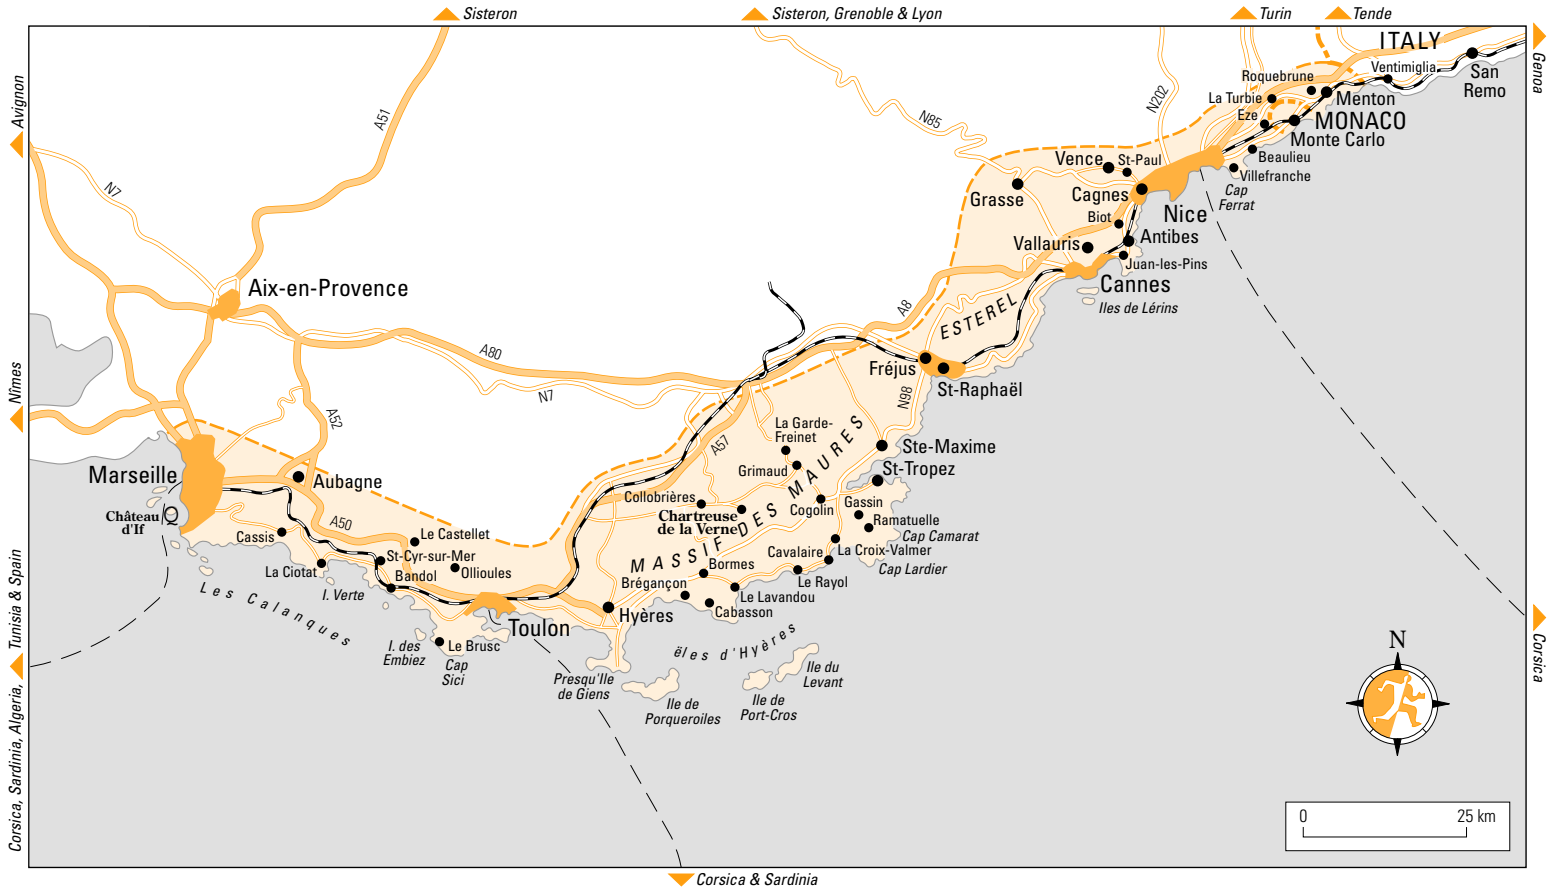 Sisteron
Sisteron, Grenoble & Lyon
Turin
Tende
Genoa
Avignon
Nîmes
Tunisia & Spain
Corsica, Sardinia, Algeria,
Corsica
Corsica & Sardinia
ITALY
Ventimiglia
San
Remo
Roquebrune
La Turbie
Menton
Eze
MONACO
Monte Carlo
Beaulieu
Villefranche
Cap
Ferrat
A51
N7
N85
N202
Vence
St-Paul
Grasse
Cagnes
Nice
Biot
Antibes
Vallauris
Juan-les-Pins
Cannes
Iles de Lérins
Aix-en-Provence
A8
ESTEREL
A80
N7
Fréjus
St-Raphaël
N98
A52
A57
La Garde-
Freinet
Ste-Maxime
Grimaud
St-Tropez
Marseille
Aubagne
Collobrières
Cogolin
Gassin
Château
d'If
Chartreuse
de la Verne
Ramatuelle
Cap Camarat
A50
Le Castellet
Cassis
MASSIF DES MAURES
St-Cyr-sur-Mer
Cavalaire
La Croix-Valmer
Cap Lardier
La Ciotat
Bandol
Ollioules
Bormes
Brégançon
Le Rayol
I. Verte
Le Lavandou
Cabasson
Les Calanques
Hyères
Toulon
I. des
Embiez
Le Brusc
Cap
Sici
ëles d'Hyères
Presqu'Ile
de Giens
Ile du
Levant
Ile de
Porqueroiles
Ile de
Port-Cros
N
0
25 km